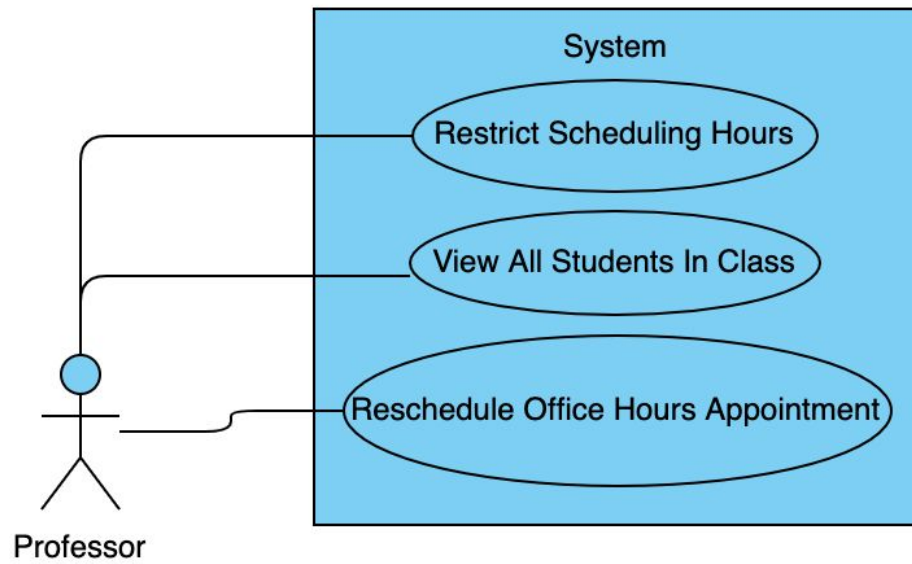 System
Restrict Scheduling Hours
View All Students In Class
Reschedule Office Hours Appointment
Professor